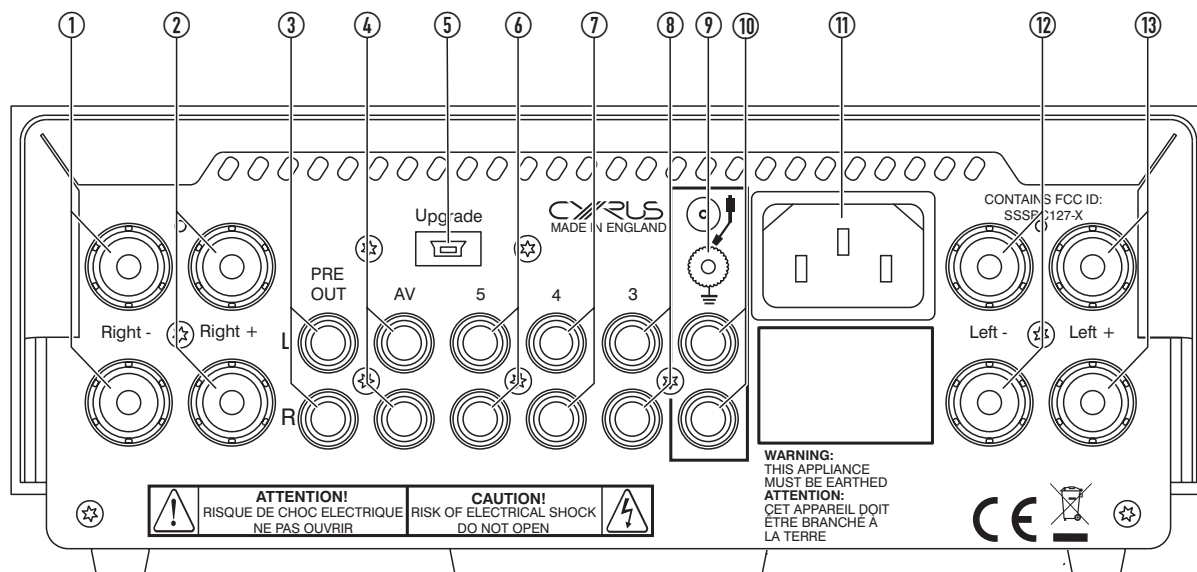 ① ② ③ ④ ⑤ ⑥ ⑦ ⑧ ⑨ ⑩ ⑪ ⑫ ⑬
CYRUS
MADE IN ENGLAND
Upgrade
CONTAINS FCC ID:
SSSBC127-X
PRE
OUT
AV 5 4 3
L
R
Right - Right +
Left - Left +
WARNING:
THIS APPLIANCE
MUST BE EARTHED
ATTENTION:
CET APPAREIL DOIT
ÊTRE BRANCHÉ À
LA TERRE
ATTENTION!
RISQUE DE CHOC ELECTRIQUE
NE PAS OUVRIR
CAUTION!
RISK OF ELECTRICAL SHOCK
DO NOT OPEN
CE